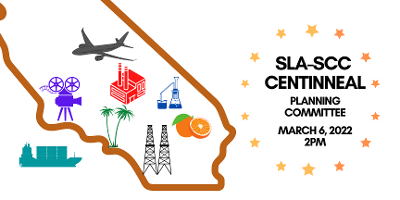 SLA-SCC
CENTINNEAL
PLANNING
COMMITTEE
MARCH 6, 2022
2PM